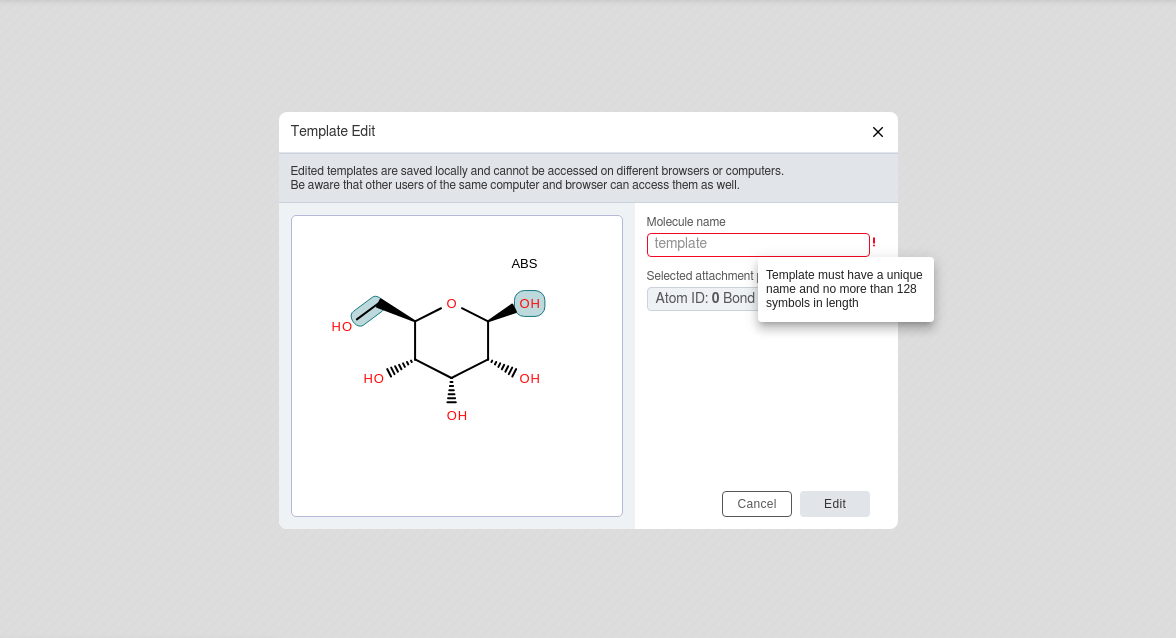 Template Edit
Edited templates are saved locally and cannot be accessed on different browsers or computers.
Be aware that other users of the same computer and browser can access them as well.
ABS
O
OH
HO
HO
OH
OH
Molecule name
template
!
Selected attachment
Atom ID: 0 Bond
Template must have a unique
name and no more than 128
symbols in length
Cancel
Edit